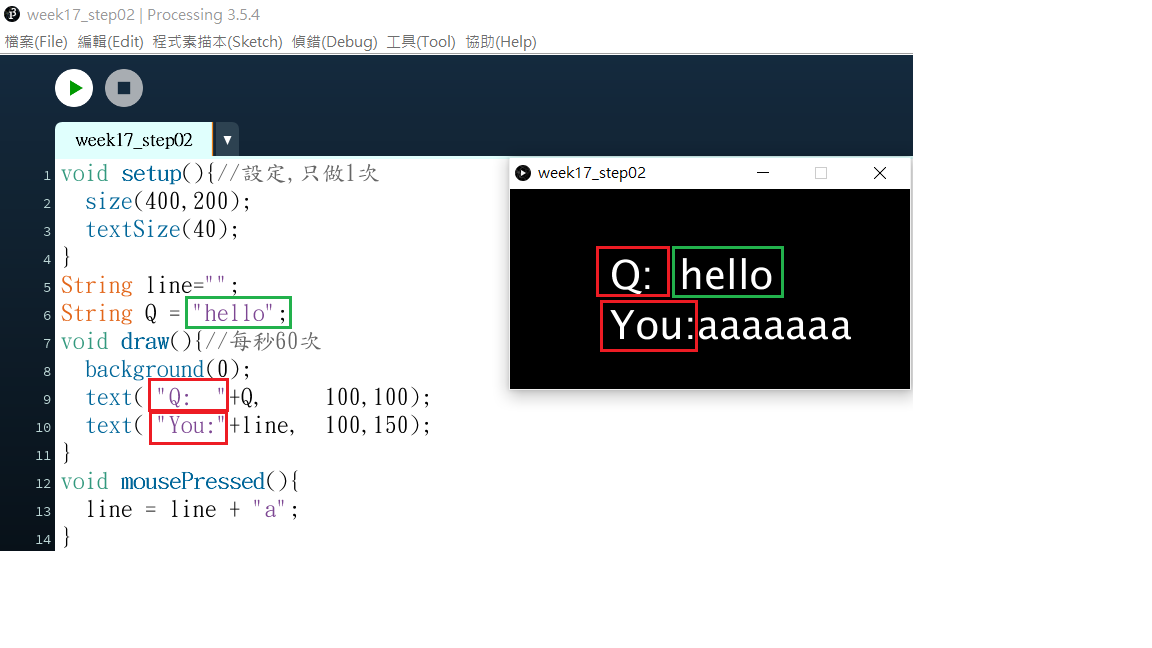 week17_step02 | Processing 3.5.4
檔案(File) 編輯(Edit) 程式素描本(Sketch) 偵錯(Debug) 工具(Tool) 協助(Help)
week17_step02 ▼
1 void setup(){//設定,只做1次
2 size(400,200);
3 textSize(40);
4 }
5 String line="";
6 String Q = "hello";
7 void draw(){//每秒60次
8 background(0);
9 text( "Q:  "+Q,     100,100);
10 text( "You:"+line,  100,150);
11 }
12 void mousePressed(){
13 line = line + "a";
14 }
week17_step02
Q: hello
You:aaaaaaa